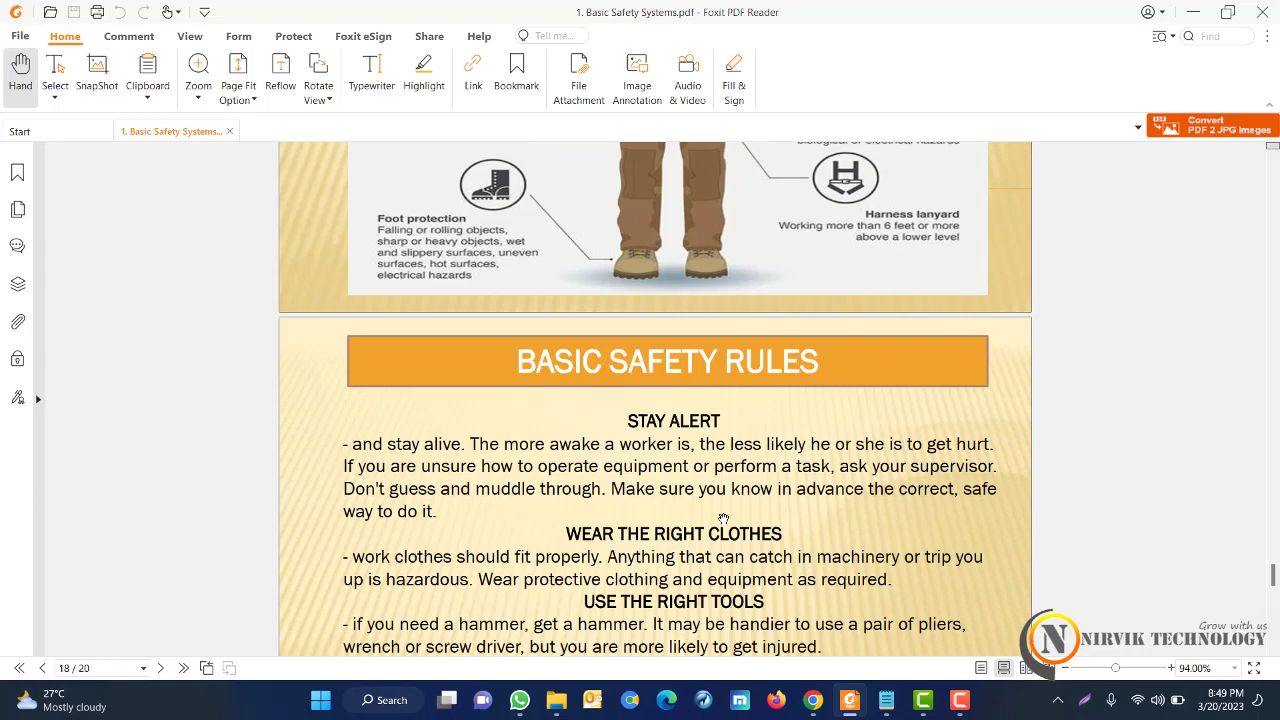 1. Basic Safety Systems.pdf - Foxit PDF Reader
File Home Comment View Form Protect Foxit eSign Share Help Tell me... Find
Hand Select SnapShot Clipboard Zoom Page Fit Option Reflow Rotate View Typewriter Highlight Link Bookmark File Attachment Image Annotation Audio & Video Fill & Sign
Start 1. Basic Safety Systems... Convert
PDF 2 JPG Images
Foot protection
Falling or rolling objects,
sharp or heavy objects, wet
and slippery surfaces, uneven
surfaces, hot surfaces,
electrical hazards
biological or electrical hazards
Harness lanyard
Working more than 6 feet or more
above a lower level
BASIC SAFETY RULES
STAY ALERT
- and stay alive. The more awake a worker is, the less likely he or she is to get hurt.
If you are unsure how to operate equipment or perform a task, ask your supervisor.
Don't guess and muddle through. Make sure you know in advance the correct, safe
way to do it.
WEAR THE RIGHT CLOTHES
- work clothes should fit properly. Anything that can catch in machinery or trip you
up is hazardous. Wear protective clothing and equipment as required.
USE THE RIGHT TOOLS
- if you need a hammer, get a hammer. It may be handier to use a pair of pliers,
wrench or screw driver, but you are more likely to get injured.
Grow with us
N NIRVIK TECHNOLOGY
18 / 20 94.00%
27°C
Mostly cloudy
Search
8:49 PM
3/20/2023